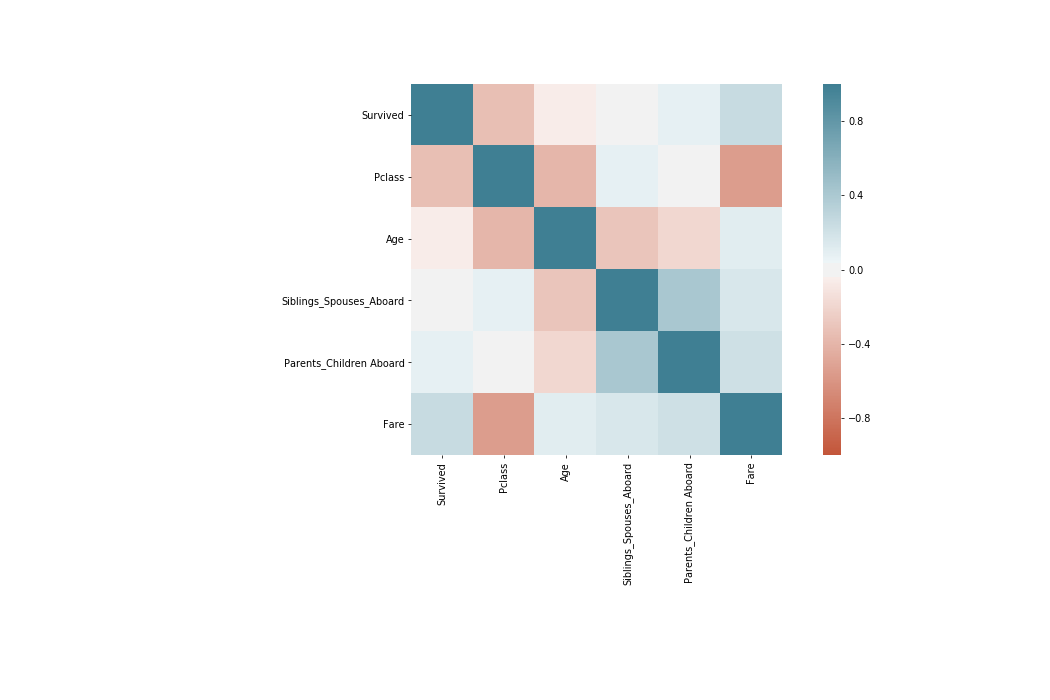 Survived
Pclass
Age
Siblings_Spouses_Aboard
Parents_Children Aboard
Fare
Survived
Pclass
Age
Siblings_Spouses_Aboard
Parents_Children Aboard
Fare
0.8
0.4
0.0
−0.4
−0.8